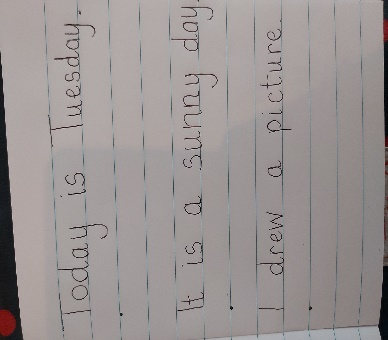 Today is Tuesday.
It is a sunny day.
I drew a picture.